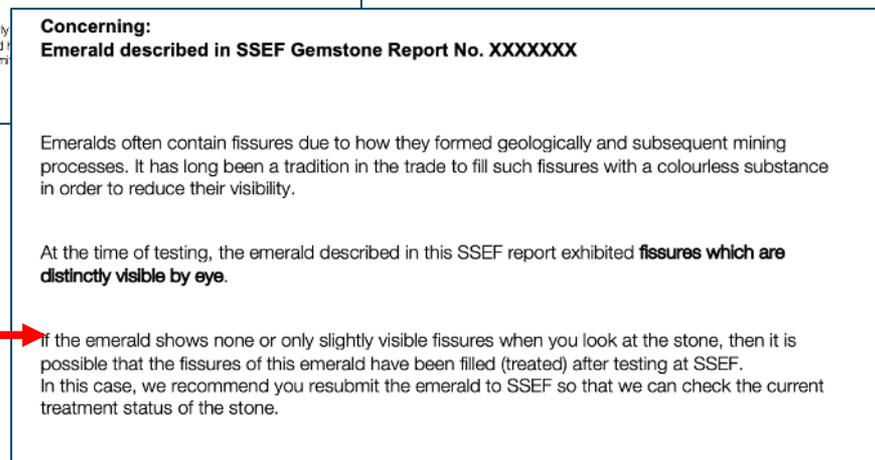 Concerning:
Emerald described in SSEF Gemstone Report No. XXXXXXX
Emeralds often contain fissures due to how they formed geologically and subsequent mining
processes. It has long been a tradition in the trade to fill such fissures with a colourless substance
in order to reduce their visibility.
At the time of testing, the emerald described in this SSEF report exhibited fissures which are
distinctly visible by eye.
If the emerald shows none or only slightly visible fissures when you look at the stone, then it is
possible that the fissures of this emerald have been filled (treated) after testing at SSEF.
In this case, we recommend you resubmit the emerald to SSEF so that we can check the current
treatment status of the stone.